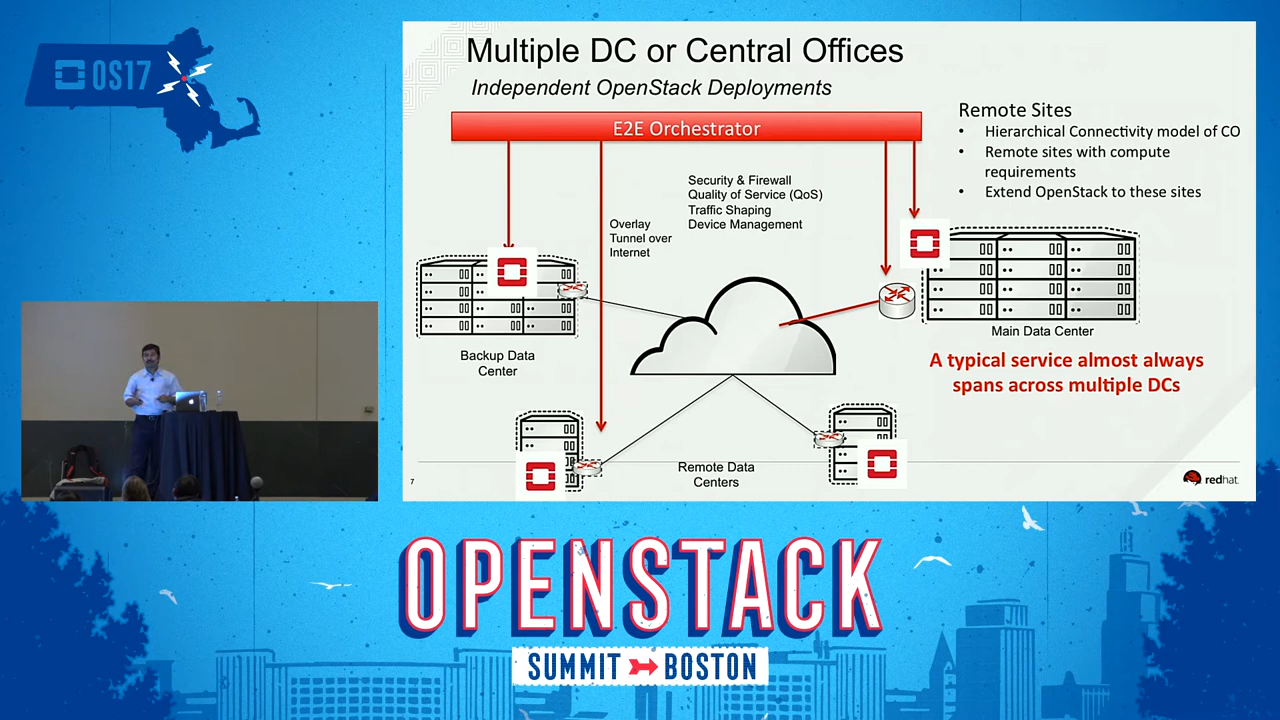 OS17
Multiple DC or Central Offices
Independent OpenStack Deployments
E2E Orchestrator
Remote Sites
• Hierarchical Connectivity model of CO
• Remote sites with compute
requirements
• Extend OpenStack to these sites
Security & Firewall
Quality of Service (QoS)
Traffic Shaping
Device Management
Overlay
Tunnel over
Internet
Main Data Center
Backup Data
Center
A typical service almost always
spans across multiple DCs
Remote Data
Centers
7
redhat.
OPENSTACK
SUMMIT BOSTON